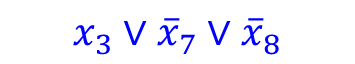 x₃ ∨ x̄₇ ∨ x̄₈